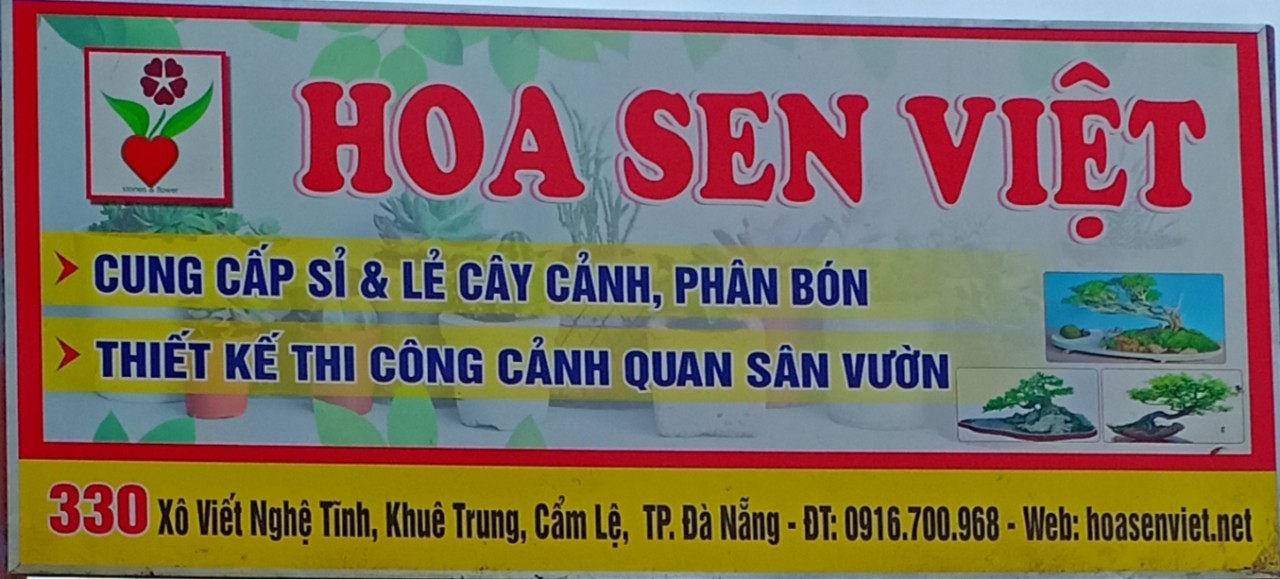 HOA SEN VIỆT
stones & flower
CUNG CẤP SỈ & LẺ CÂY CẢNH, PHÂN BÓN
THIẾT KẾ THI CÔNG CẢNH QUAN SÂN VƯỜN
330 Xô Viết Nghệ Tĩnh, Khuê Trung, Cẩm Lệ, TP. Đà Nẵng - ĐT: 0916.700.968 - Web: hoasenviet.net